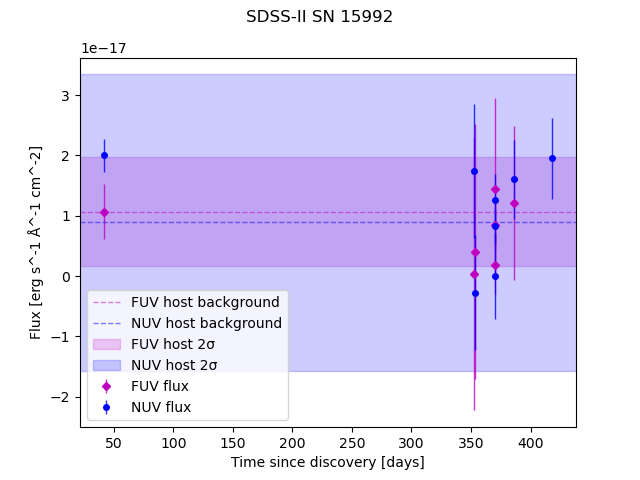 SDSS-II SN 15992
1e−17
3
2
1
0
−1
−2
Flux [erg s^-1 Å^-1 cm^-2]
FUV host background
NUV host background
FUV host 2σ
NUV host 2σ
FUV flux
NUV flux
50 100 150 200 250 300 350 400
Time since discovery [days]